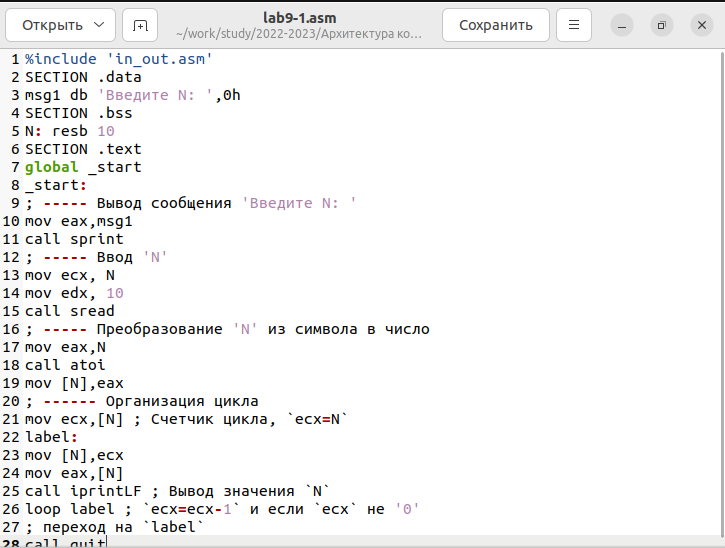 Открыть
lab9-1.asm
~/work/study/2022-2023/Архитектура ко...
Сохранить
1 %include 'in_out.asm'
2 SECTION .data
3 msg1 db 'Введите N: ',0h
4 SECTION .bss
5 N: resb 10
6 SECTION .text
7 global _start
8 _start:
9 ; ----- Вывод сообщения 'Введите N: '
10 mov eax,msg1
11 call sprint
12 ; ----- Ввод 'N'
13 mov ecx, N
14 mov edx, 10
15 call sread
16 ; ----- Преобразование 'N' из символа в число
17 mov eax,N
18 call atoi
19 mov [N],eax
20 ; ------ Организация цикла
21 mov ecx,[N] ; Счетчик цикла, `ecx=N`
22 label:
23 mov [N],ecx
24 mov eax,[N]
25 call iprintLF ; Вывод значения `N`
26 loop label ; `ecx=ecx-1` и если `ecx` не '0'
27 ; переход на `label`
28 call quit